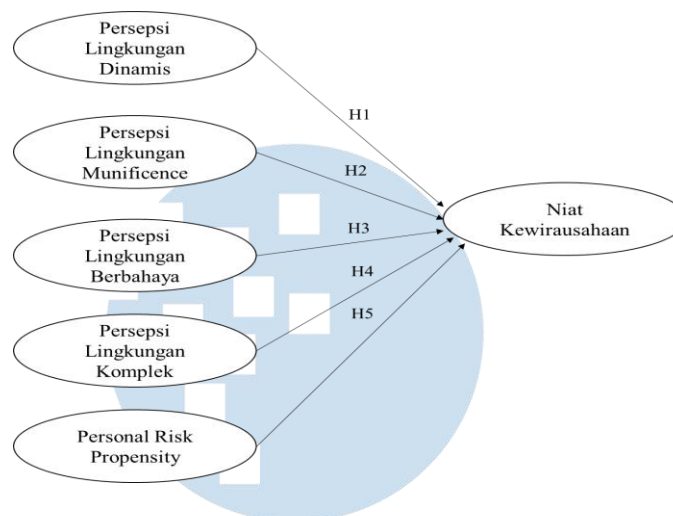 Persepsi
Lingkungan
Dinamis
H1
Persepsi
Lingkungan
Munificence
H2
Niat
Kewirausahaan
Persepsi
Lingkungan
Berbahaya
H3
H4
Persepsi
Lingkungan
Komplek
H5
Personal Risk
Propensity